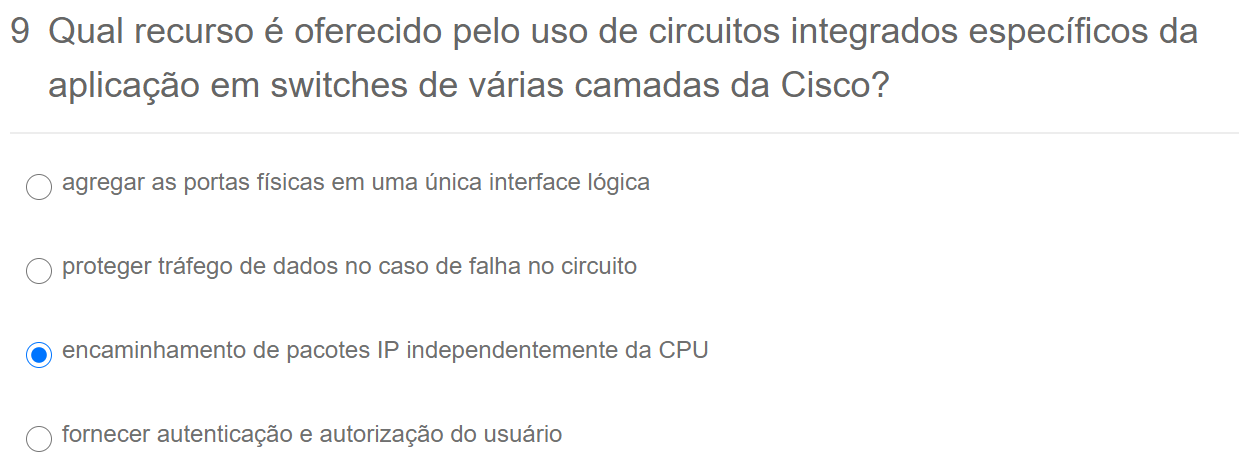 9 Qual recurso é oferecido pelo uso de circuitos integrados específicos da
aplicação em switches de várias camadas da Cisco?
agregar as portas físicas em uma única interface lógica
proteger tráfego de dados no caso de falha no circuito
encaminhamento de pacotes IP independentemente da CPU
fornecer autenticação e autorização do usuário